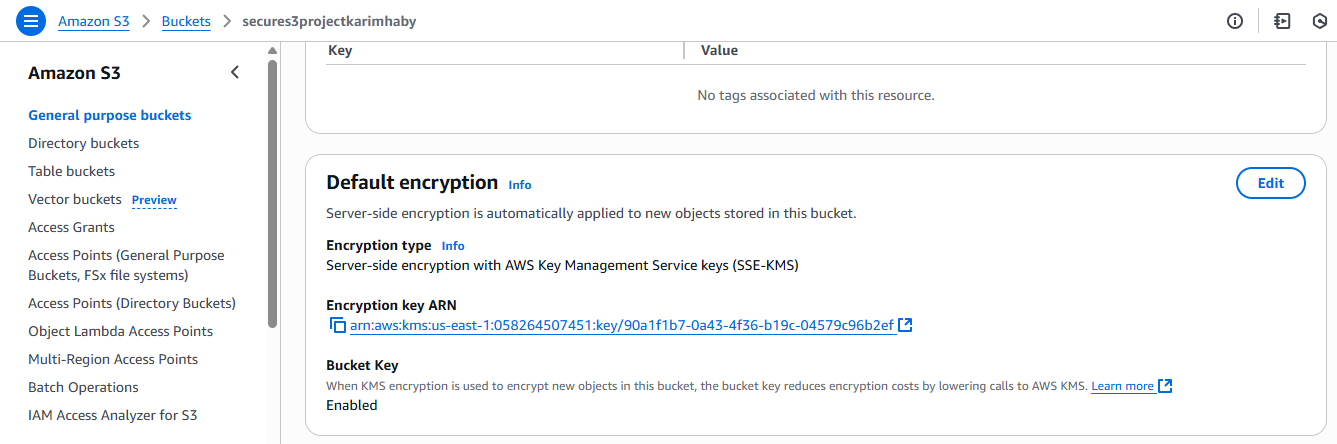 Amazon S3 > Buckets > secures3projectkarimhaby
Amazon S3
General purpose buckets
Directory buckets
Table buckets
Vector buckets Preview
Access Grants
Access Points (General Purpose
Buckets, FSx file systems)
Access Points (Directory Buckets)
Object Lambda Access Points
Multi-Region Access Points
Batch Operations
IAM Access Analyzer for S3
Key Value
No tags associated with this resource.
Default encryption Info
Edit
Server-side encryption is automatically applied to new objects stored in this bucket.
Encryption type Info
Server-side encryption with AWS Key Management Service keys (SSE-KMS)
Encryption key ARN
arn:aws:kms:us-east-1:058264507451:key/90a1f1b7-0a43-4f36-b19c-04579c96b2ef
Bucket Key
When KMS encryption is used to encrypt new objects in this bucket, the bucket key reduces encryption costs by lowering calls to AWS KMS. Learn more
Enabled